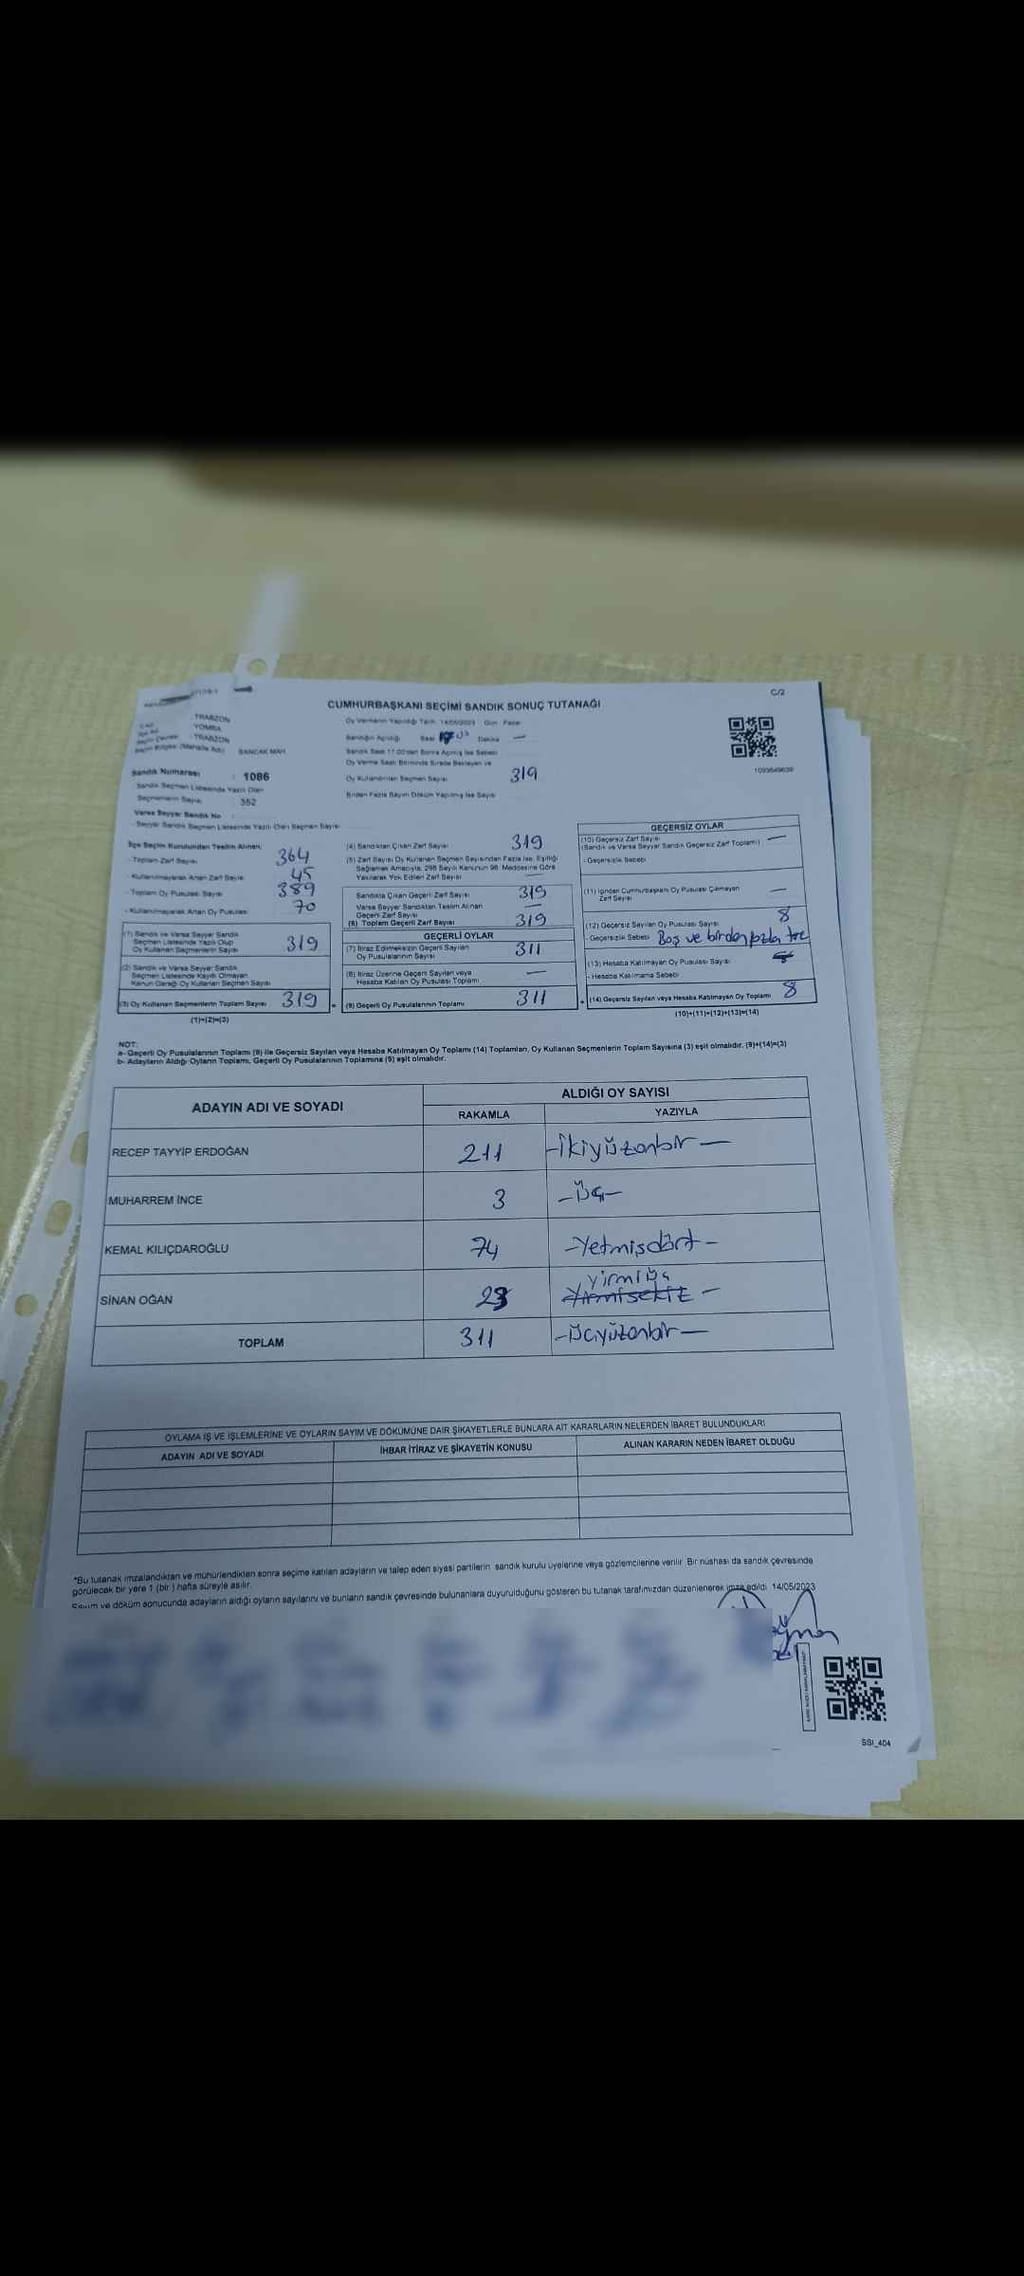 C/2
CUMHURBAŞKANI SEÇİMİ SANDIK SONUÇ TUTANAĞI
TRABZON
YOMRA
TRABZON
SANCAK MAH
Oy Vermenin Yapıldığı Tarih: 14/05/2023 Gün: Pazar
Sandığın Açıldığı Saat Dakika —
Sandık Saat 17:00'den Sonra Açılmış İse Sebebi
Oy Verme Saati Bitiminde Sırada Bekleyen ve
Oy Kullandırılan Seçmen Sayısı 319
Birden Fazla Sayım Döküm Yapılmış İse Sayısı
Sandık Numarası : 1086
Sandık Seçmen Listesinde Yazılı Olan
Seçmenlerin Sayısı : 352
Varsa Seyyar Sandık No
- Seyyar Sandık Seçmen Listesinde Yazılı Olan Seçmen Sayısı
İlçe Seçim Kurulundan Teslim Alınan;
- Toplam Zarf Sayısı 364
- Kullanılmayarak Artan Zarf Sayısı 45
- Toplam Oy Pusulası Sayısı 389
- Kullanılmayarak Artan Oy Pusulası 70
(1) Sandık ve Varsa Seyyar Sandık
Seçmen Listesinde Yazılı Olup
Oy Kullanan Seçmenlerin Sayısı 319
(2) Sandık ve Varsa Seyyar Sandık
Seçmen Listesinde Kayıtlı Olmayan
Kanun Gereği Oy Kullanan Seçmen Sayısı
(3) Oy Kullanan Seçmenlerin Toplam Sayısı 319
(1)+(2)=(3)
(4) Sandıktan Çıkan Zarf Sayısı 319
(5) Zarf Sayısı Oy Kullanan Seçmen Sayısından Fazla İse, Eşitliği
Sağlamak Amacıyla, 298 Sayılı Kanunun 98. Maddesine Göre
Yakılarak Yok Edilen Zarf Sayısı —
Sandıkta Çıkan Geçerli Zarf Sayısı 319
Varsa Seyyar Sandıktan Teslim Alınan
Geçerli Zarf Sayısı —
(6) Toplam Geçerli Zarf Sayısı 319
GEÇERLİ OYLAR
(7) İtiraz Edilmeksizin Geçerli Sayılan
Oy Pusulalarının Sayısı 311
(8) İtiraz Üzerine Geçerli Sayılan veya
Hesaba Katılan Oy Pusulası Toplamı —
(9) Geçerli Oy Pusulalarının Toplamı 311
GEÇERSİZ OYLAR
(10) Geçersiz Zarf Sayısı
(Sandık ve Varsa Seyyar Sandık Geçersiz Zarf Toplamı) —
- Geçersizlik Sebebi
(11) İçinden Cumhurbaşkanı Oy Pusulası Çıkmayan
Zarf Sayısı —
(12) Geçersiz Sayılan Oy Pusulası Sayısı 8
- Geçersizlik Sebebi Boş ve birden fazla
(13) Hesaba Katılmayan Oy Pusulası Sayısı
- Hesaba Katılmama Sebebi
(14) Geçersiz Sayılan veya Hesaba Katılmayan Oy Toplamı 8
(10)+(11)+(12)+(13)=(14)
NOT:
a- Geçerli Oy Pusulalarının Toplamı (9) ile Geçersiz Sayılan veya Hesaba Katılmayan Oy Toplamı (14) Toplamları, Oy Kullanan Seçmenlerin Toplam Sayısına (3) eşit olmalıdır. (9)+(14)=(3)
b- Adayların Aldığı Oyların Toplamı, Geçerli Oy Pusulalarının Toplamına (9) eşit olmalıdır.
ADAYIN ADI VE SOYADI
ALDIĞI OY SAYISI
RAKAMLA YAZIYLA
RECEP TAYYİP ERDOĞAN 211 -İkiyüzonbir—
MUHARREM İNCE 3 -Üç-
KEMAL KILIÇDAROĞLU 74 -Yetmişdört-
SİNAN OĞAN 23 yirmiüç Yirmisekiz —
TOPLAM 311 -Üçyüzonbir—
OYLAMA İŞ VE İŞLEMLERİNE VE OYLARIN SAYIM VE DÖKÜMÜNE DAİR ŞİKAYETLERLE BUNLARA AİT KARARLARIN NELERDEN İBARET BULUNDUKLARI
ADAYIN ADI VE SOYADI İHBAR İTİRAZ VE ŞİKAYETİN KONUSU ALINAN KARARIN NEDEN İBARET OLDUĞU
*Bu tutanak imzalandıktan ve mühürlendikten sonra seçime katılan adayların ve talep eden siyasi partilerin sandık kurulu üyelerine veya gözlemcilerine verilir. Bir nüshası da sandık çevresinde
görülecek bir yere 1 (bir) hafta süreyle asılır.
Sayım ve döküm sonucunda adayların aldığı oyların sayılarını ve bunların sandık çevresinde bulunanlara duyurulduğunu gösteren bu tutanak tarafımızdan düzenlenerek imza edildi. 14/05/2023
SSI_404